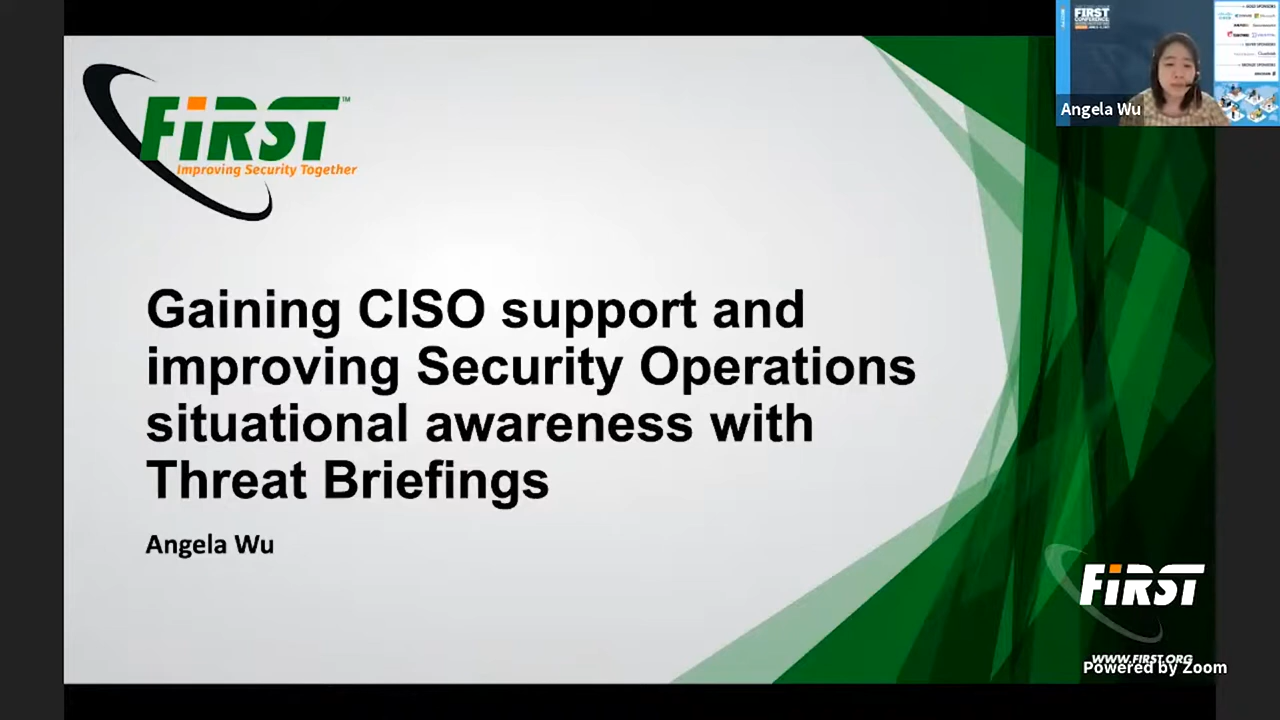 FiRST™
Improving Security Together
Gaining CISO support and
improving Security Operations
situational awareness with
Threat Briefings
Angela Wu
FIRST
CONFERENCE
Angela Wu
FiRST
WWW.FIRST.ORG
Powered by Zoom